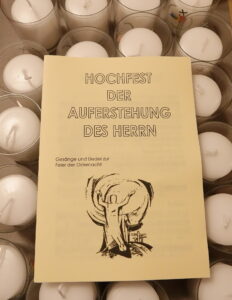 HOCHFEST
DER
AUFERSTEHUNG
DES HERRN
Gesänge und Lieder zur
Feier der Osternacht